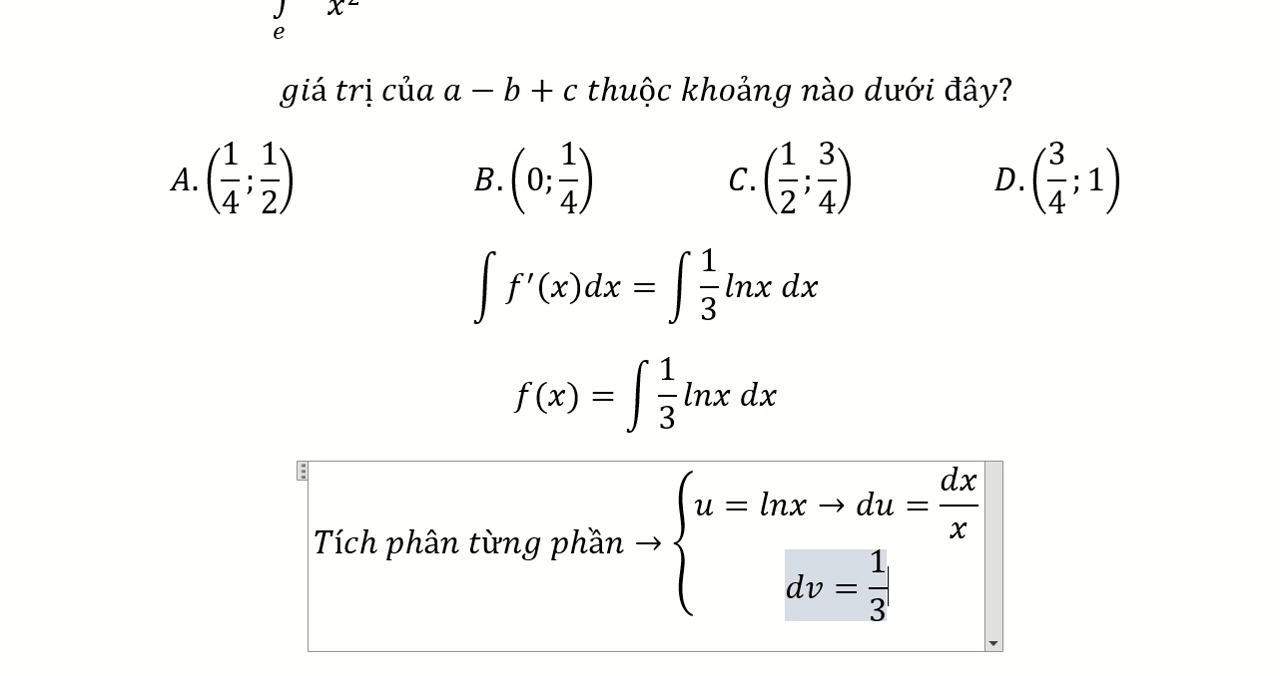 ∫ₑ x²
giá trị của a − b + c thuộc khoảng nào dưới đây?
A. (1/4; 1/2) B. (0; 1/4) C. (1/2; 3/4) D. (3/4; 1)
∫ f′(x)dx = ∫ 1/3 lnx dx
f(x) = ∫ 1/3 lnx dx
Tích phân từng phần → { u = lnx → du = dx/x
dv = 1/3